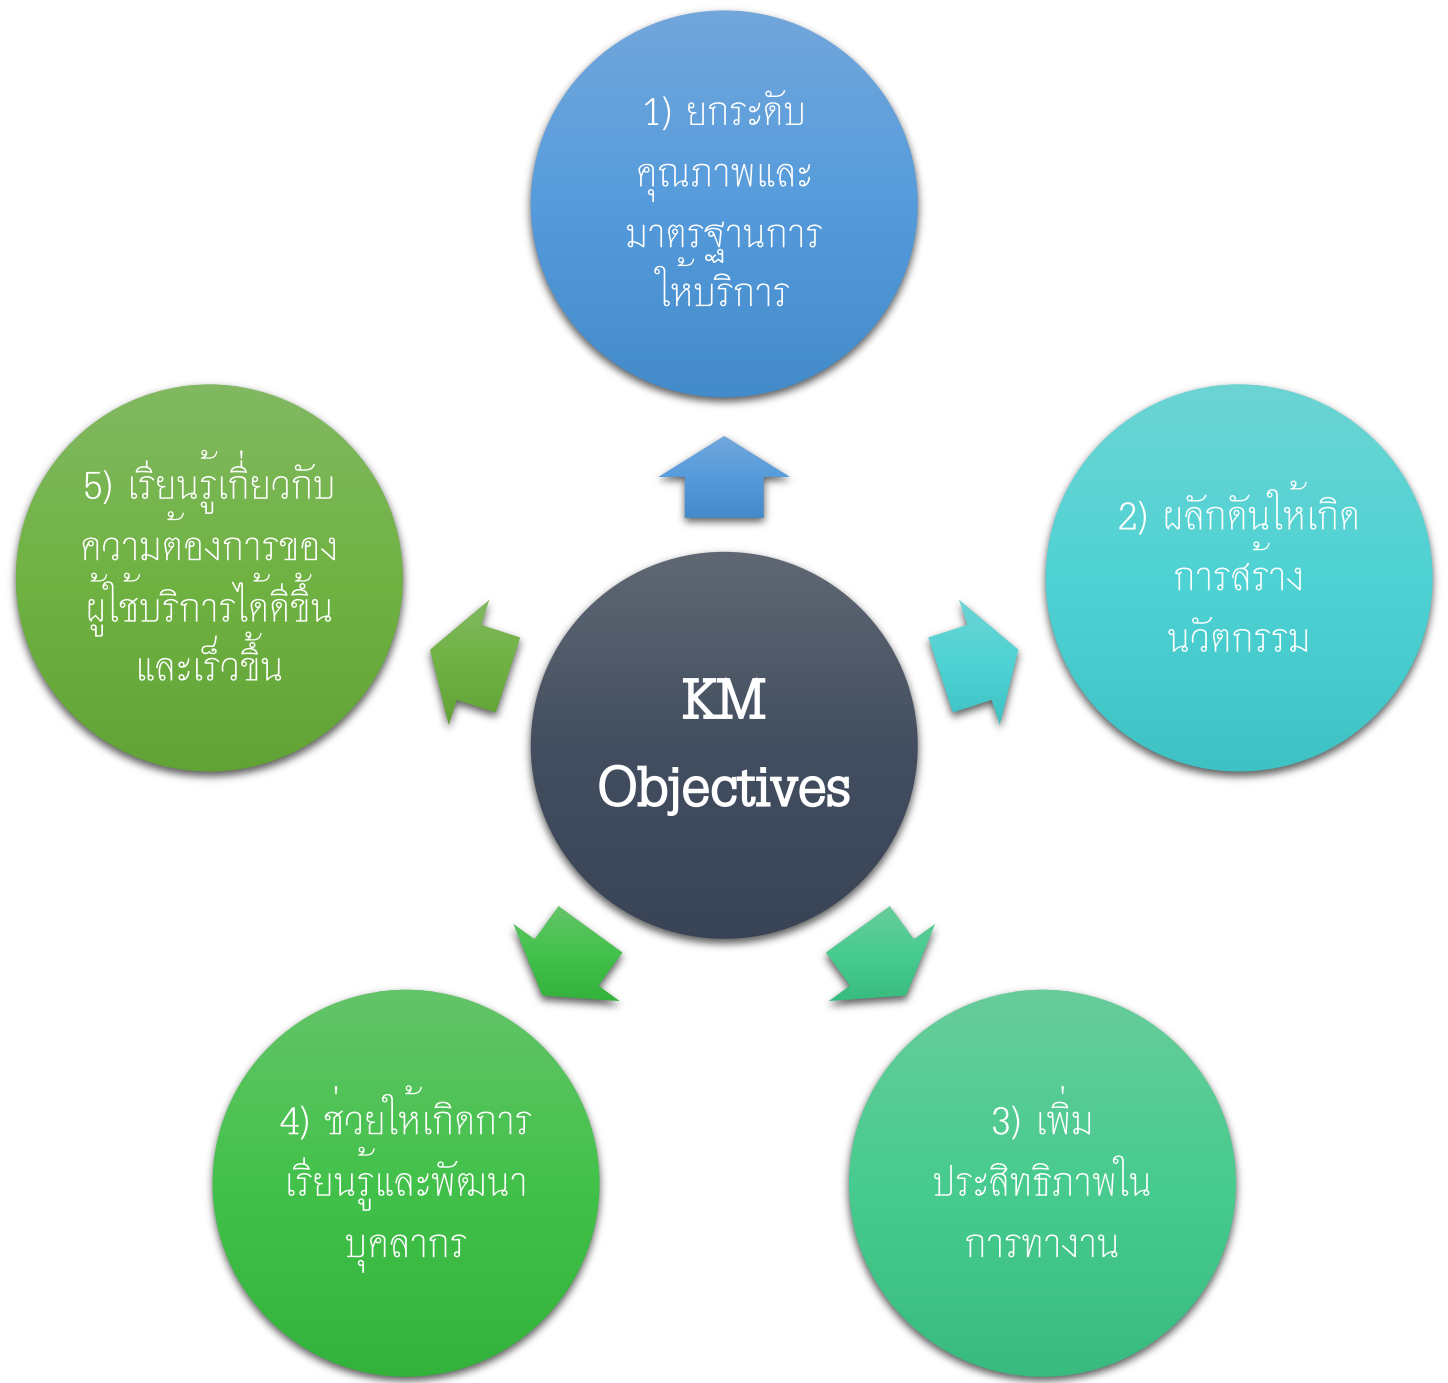 1) ยกระดับ
คุณภาพและ
มาตรฐานการ
ให้บริการ
5) เรียนรู้เกี่ยวกับ
ความต้องการของ
ผู้ใช้บริการได้ดีขึ้น
และเร็วขึ้น
2) ผลักดันให้เกิด
การสร้าง
นวัตกรรม
KM
Objectives
4) ช่วยให้เกิดการ
เรียนรู้และพัฒนา
บุคลากร
3) เพิ่ม
ประสิทธิภาพใน
การทางาน